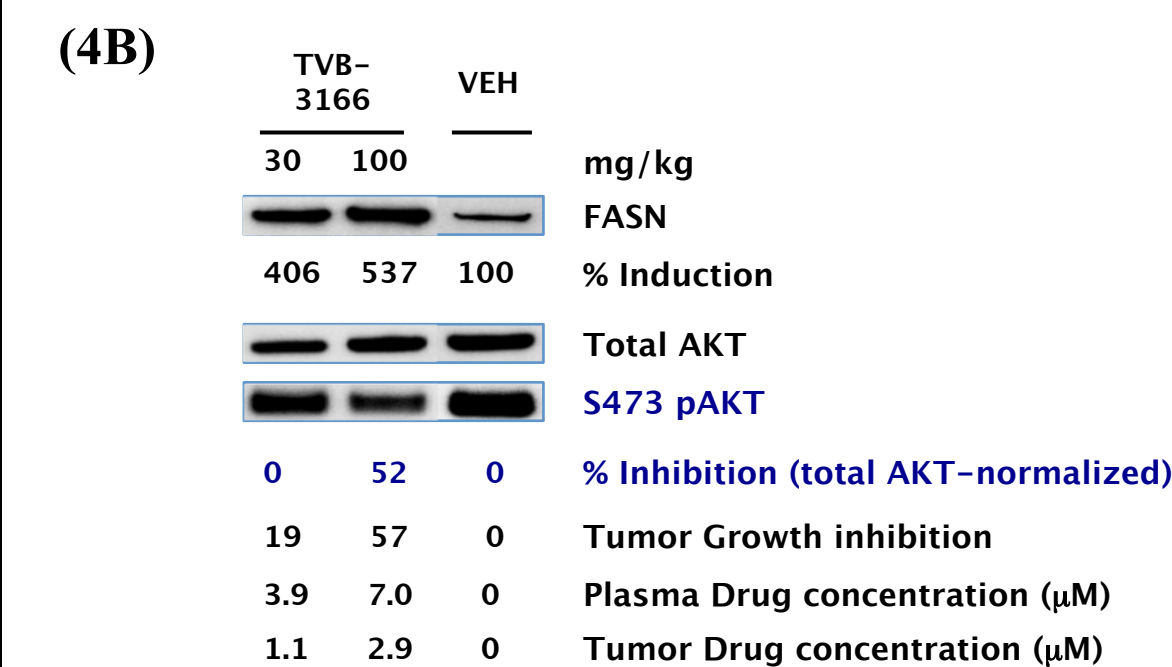 (4B)
TVB-
3166
VEH
30 100 mg/kg
FASN
406 537 100 % Induction
Total AKT
S473 pAKT
0 52 0 % Inhibition (total AKT-normalized)
19 57 0 Tumor Growth inhibition
3.9 7.0 0 Plasma Drug concentration (μM)
1.1 2.9 0 Tumor Drug concentration (μM)